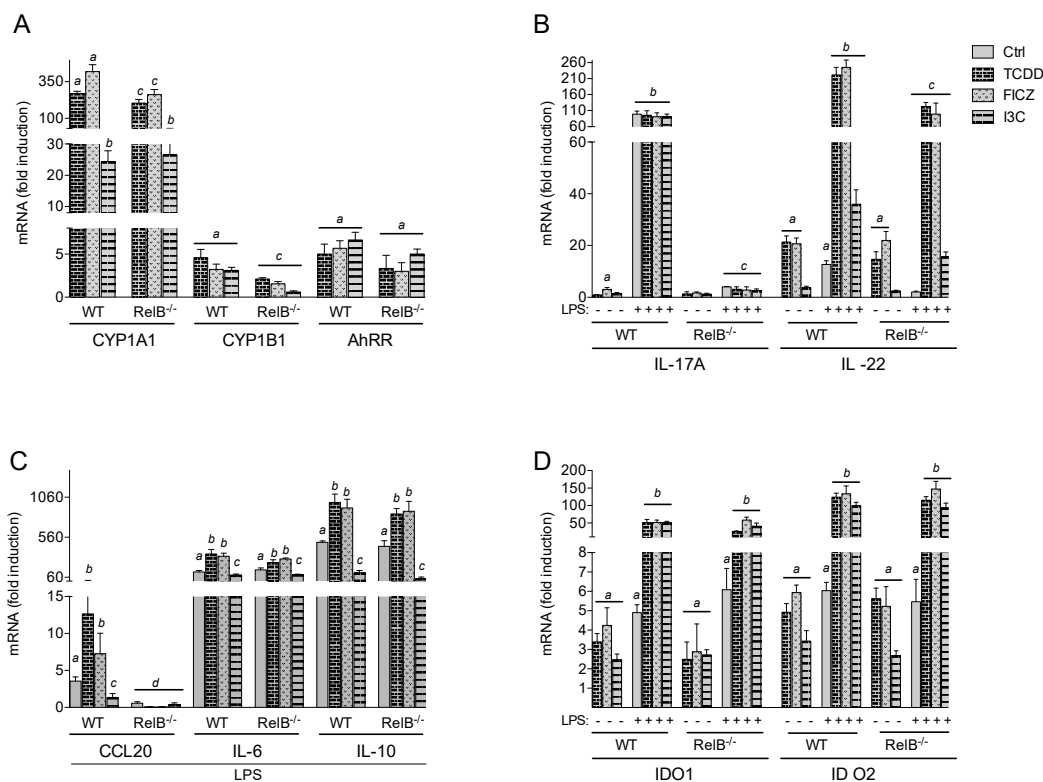 A
mRNA (fold induction)
350
100
30
20
10
5
0
a a c c b b
a c a a
WT RelB-/- WT RelB-/- WT RelB-/-
CYP1A1 CYP1B1 AhRR
B
mRNA (fold induction)
260
210
160
110
60
60
40
20
0
a b c a a b a c
LPS: - - - + + + + - - - + + + + - - - + + + + - - - + + + +
WT RelB-/- WT RelB-/-
IL-17A IL -22
Ctrl
TCDD
FICZ
I3C
C
mRNA (fold induction)
1060
560
60
15
10
5
0
a b b c d a b b c a b b c a b b c a b b c
WT RelB-/- WT RelB-/- WT RelB-/-
CCL20 IL-6 IL-10
LPS
D
mRNA (fold induction)
200
150
100
50
8
7
6
5
4
3
2
1
a a b a a b a a b a a b
LPS: - - - + + + + - - - + + + + - - - + + + + - - - + + + +
WT RelB-/- WT RelB-/-
IDO1 ID O2